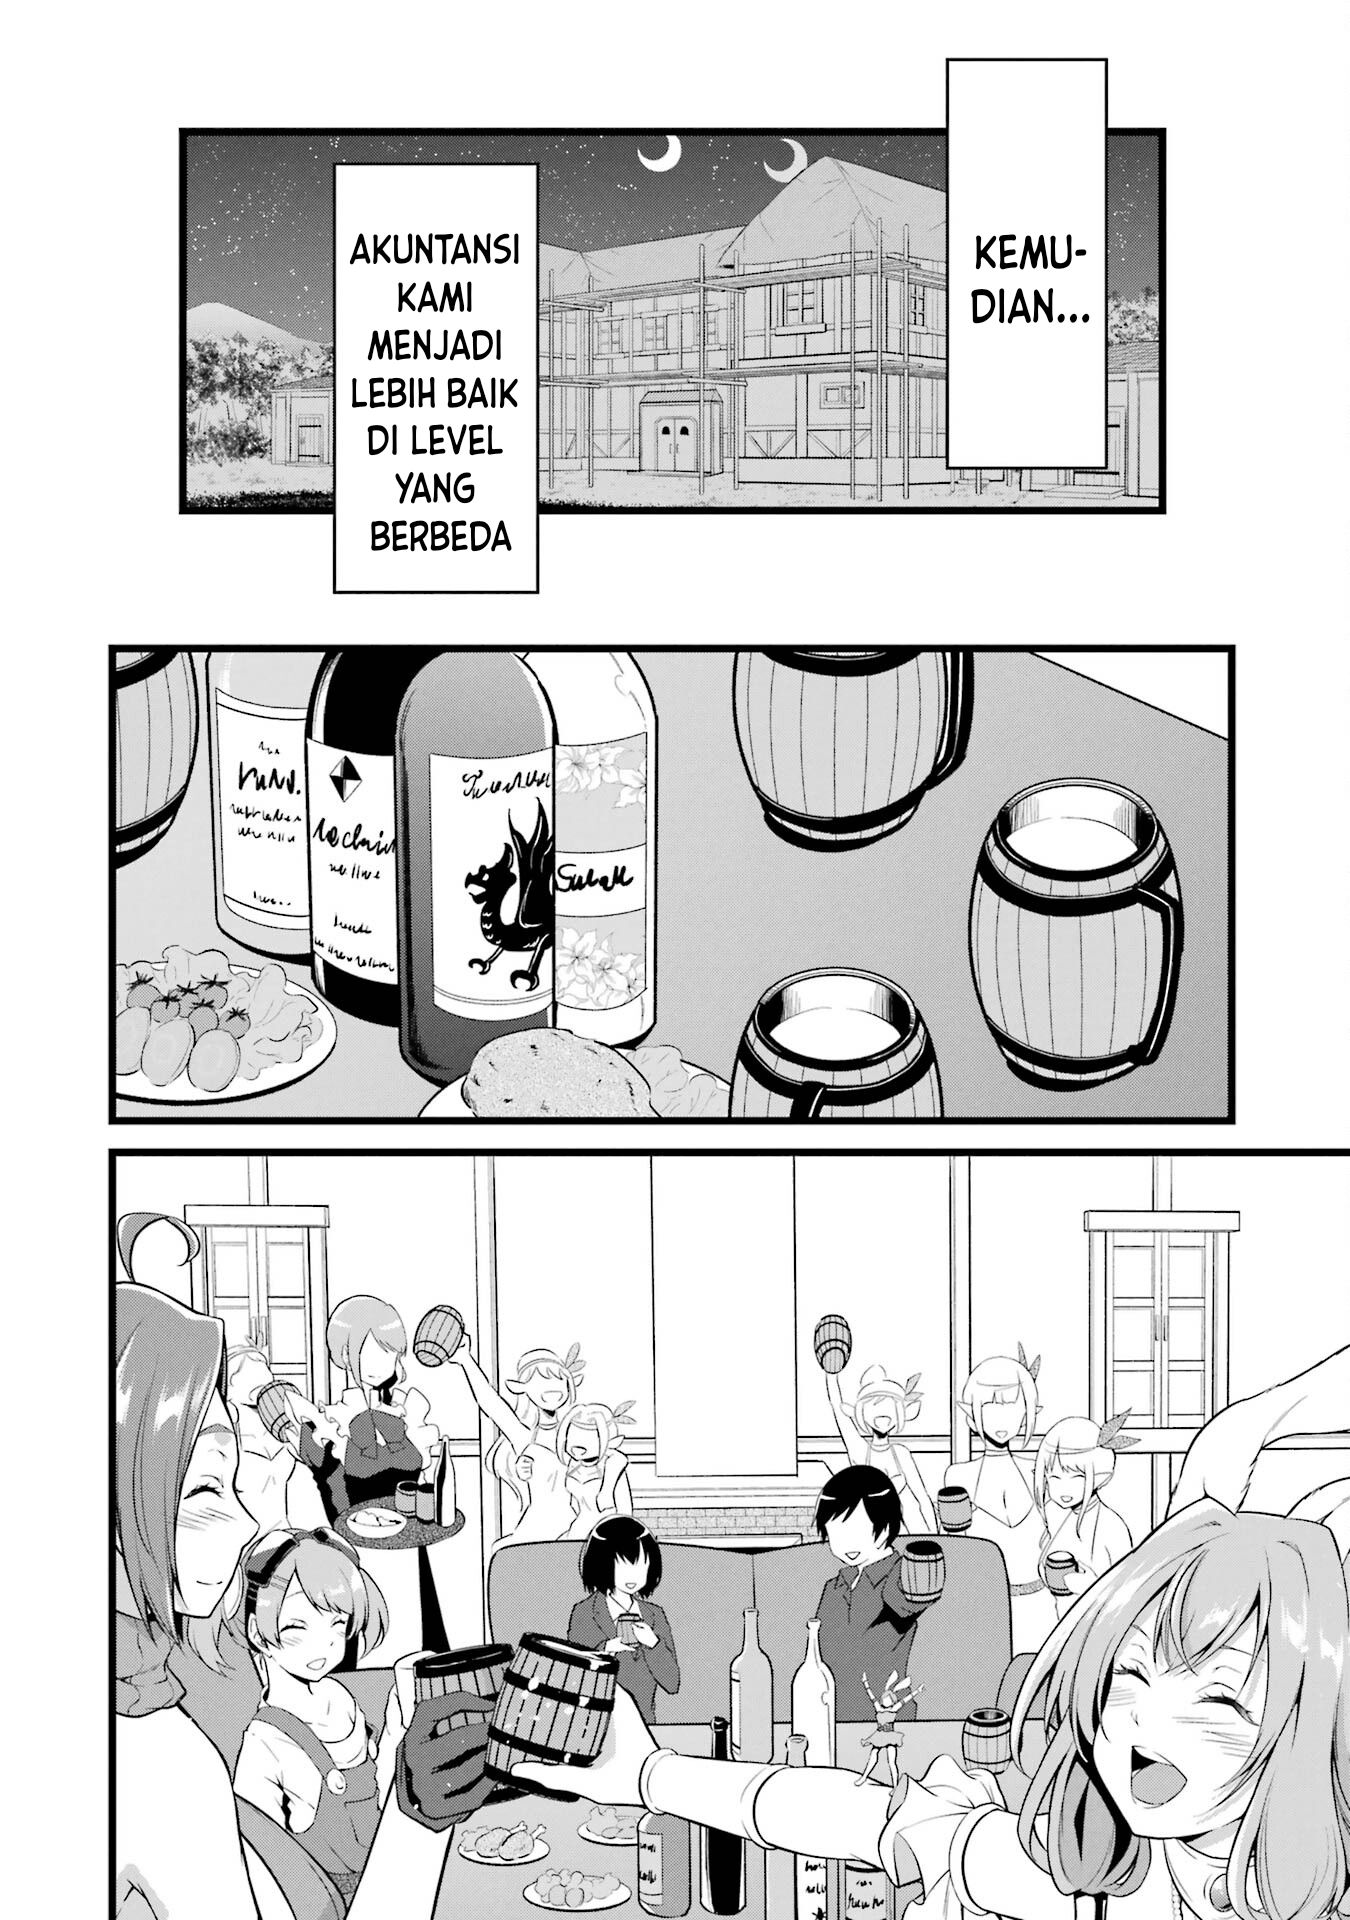 KEMU-
DIAN...
AKUNTANSI
KAMI
MENJADI
LEBIH BAIK
DI LEVEL
YANG
BERBEDA